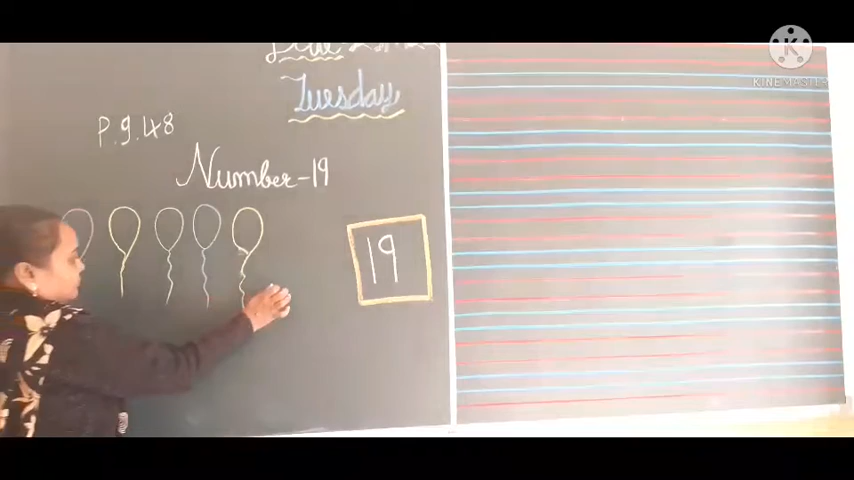 Tuesday
P.g.48
Number-19
19
K
KINEMASTER